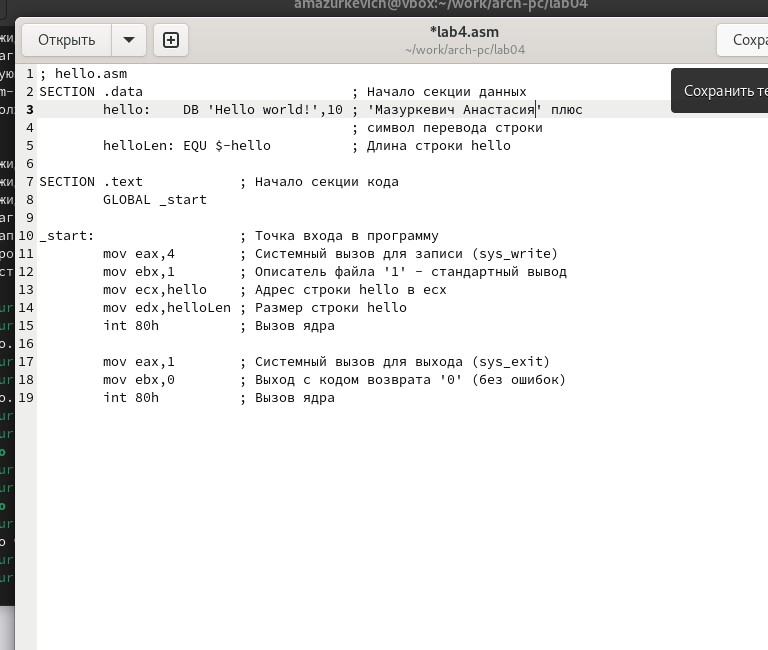 amazurkevich@vbox:~/work/arch-pc/lab04
Открыть
*lab4.asm
~/work/arch-pc/lab04
Сохра
Сохранить те
1 ; hello.asm
2 SECTION .data ; Начало секции данных
3 hello: DB 'Hello world!',10 ; 'Мазуркевич Анастасия' плюс
4 ; символ перевода строки
5 helloLen: EQU $-hello ; Длина строки hello
6
7 SECTION .text ; Начало секции кода
8 GLOBAL _start
9
10 _start: ; Точка входа в программу
11 mov eax,4 ; Системный вызов для записи (sys_write)
12 mov ebx,1 ; Описатель файла '1' - стандартный вывод
13 mov ecx,hello ; Адрес строки hello в ecx
14 mov edx,helloLen ; Размер строки hello
15 int 80h ; Вызов ядра
16
17 mov eax,1 ; Системный вызов для выхода (sys_exit)
18 mov ebx,0 ; Выход с кодом возврата '0' (без ошибок)
19 int 80h ; Вызов ядра